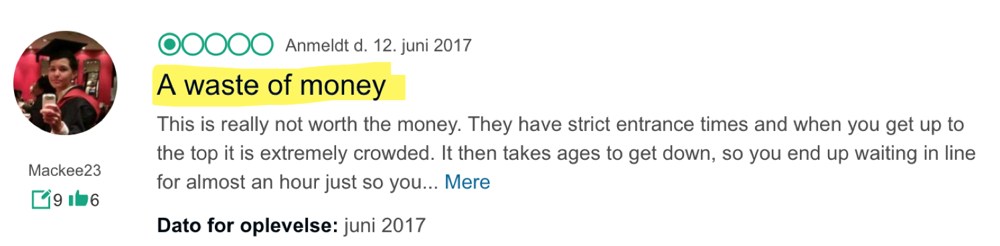 Anmeldt d. 12. juni 2017
A waste of money
This is really not worth the money. They have strict entrance times and when you get up to
the top it is extremely crowded. It then takes ages to get down, so you end up waiting in line
for almost an hour just so you... Mere
Mackee23
9 6
Dato for oplevelse: juni 2017